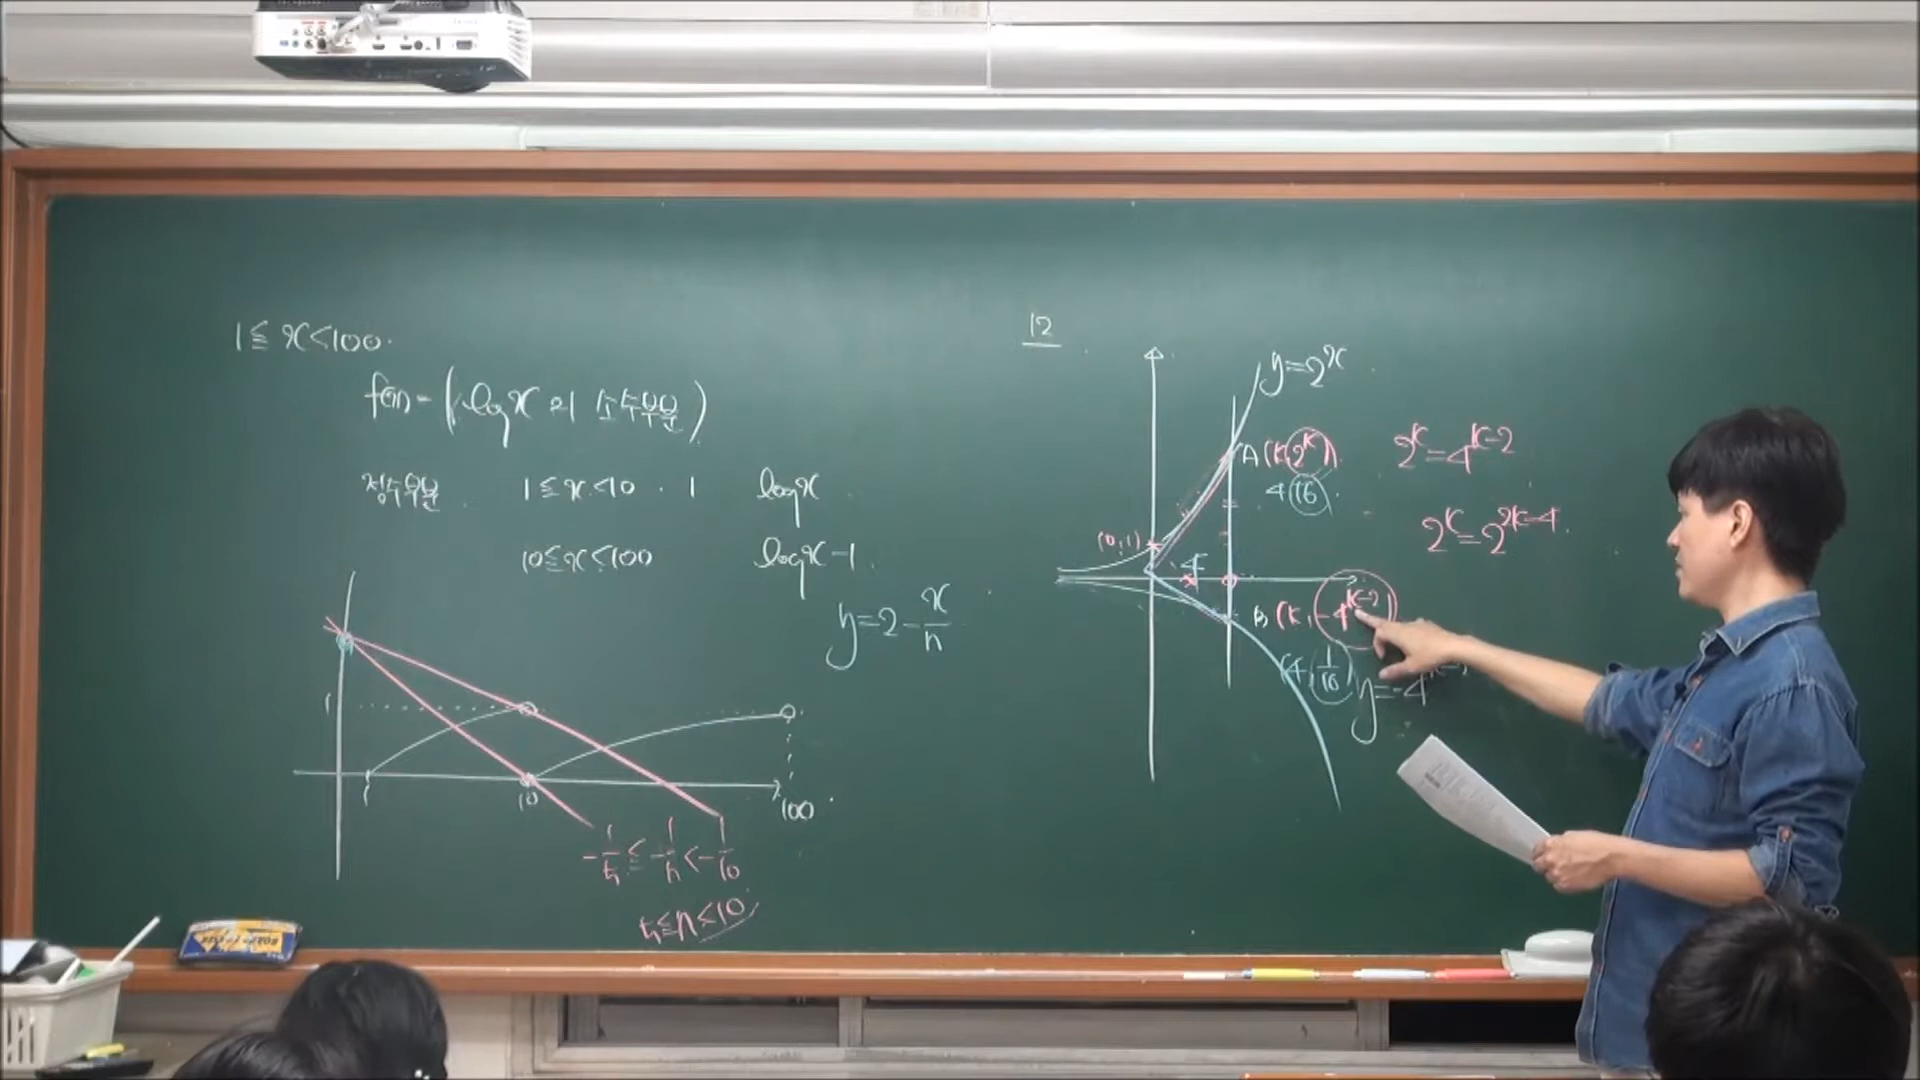 1 ≦ x < 100.
f(x) = ( log x 의 소수부분 )
정수부분
1 ≦ x < 10 . 1
log x
10 ≦ x < 100
log x - 1
y = 2 - x/n
1
1
10
100
-1/5 ≦ -1/n < -1/10
5 ≦ n < 10
12
y = 2^x
A (k, 2^k)
4 (16)
(0, 1)
4
B (k, -4^(k-2))
(4, 1/16)
y = -4
2^k = 4^(k-2)
2^k = 2^(2k-4)